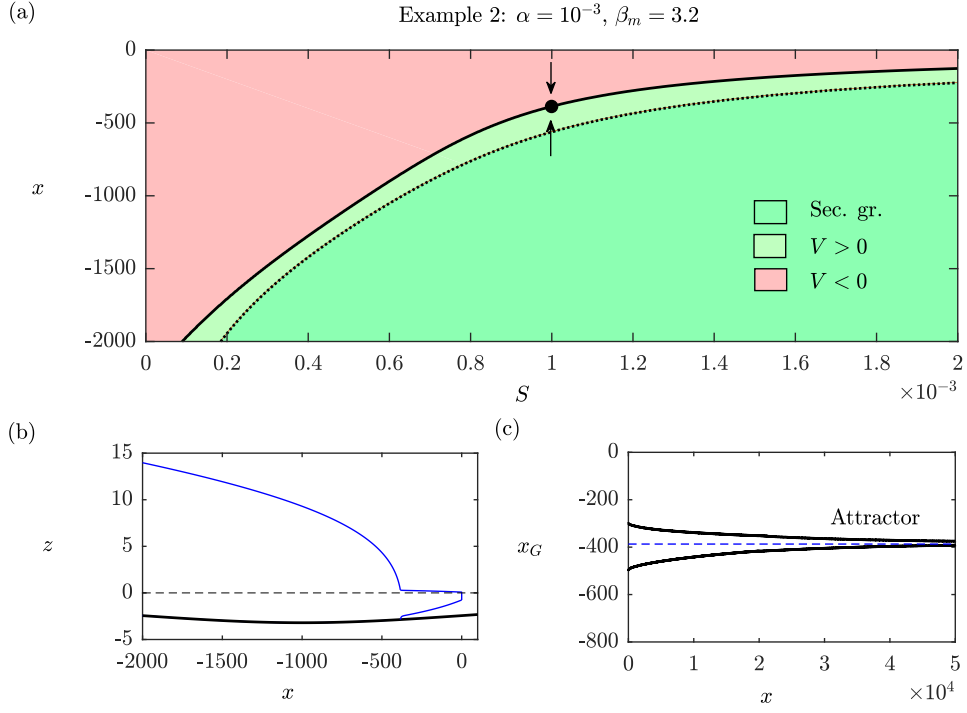 (a)
Example 2: α = 10⁻³, β_m = 3.2
0
-500
-1000
-1500
-2000
x
Sec. gr.
V > 0
V < 0
0 0.2 0.4 0.6 0.8 1 1.2 1.4 1.6 1.8 2
S
×10⁻³
(b)
15
10
5
0
-5
z
-2000 -1500 -1000 -500 0
x
(c)
0
-200
-400
-600
-800
x_G
Attractor
0 1 2 3 4 5
x
×10⁴